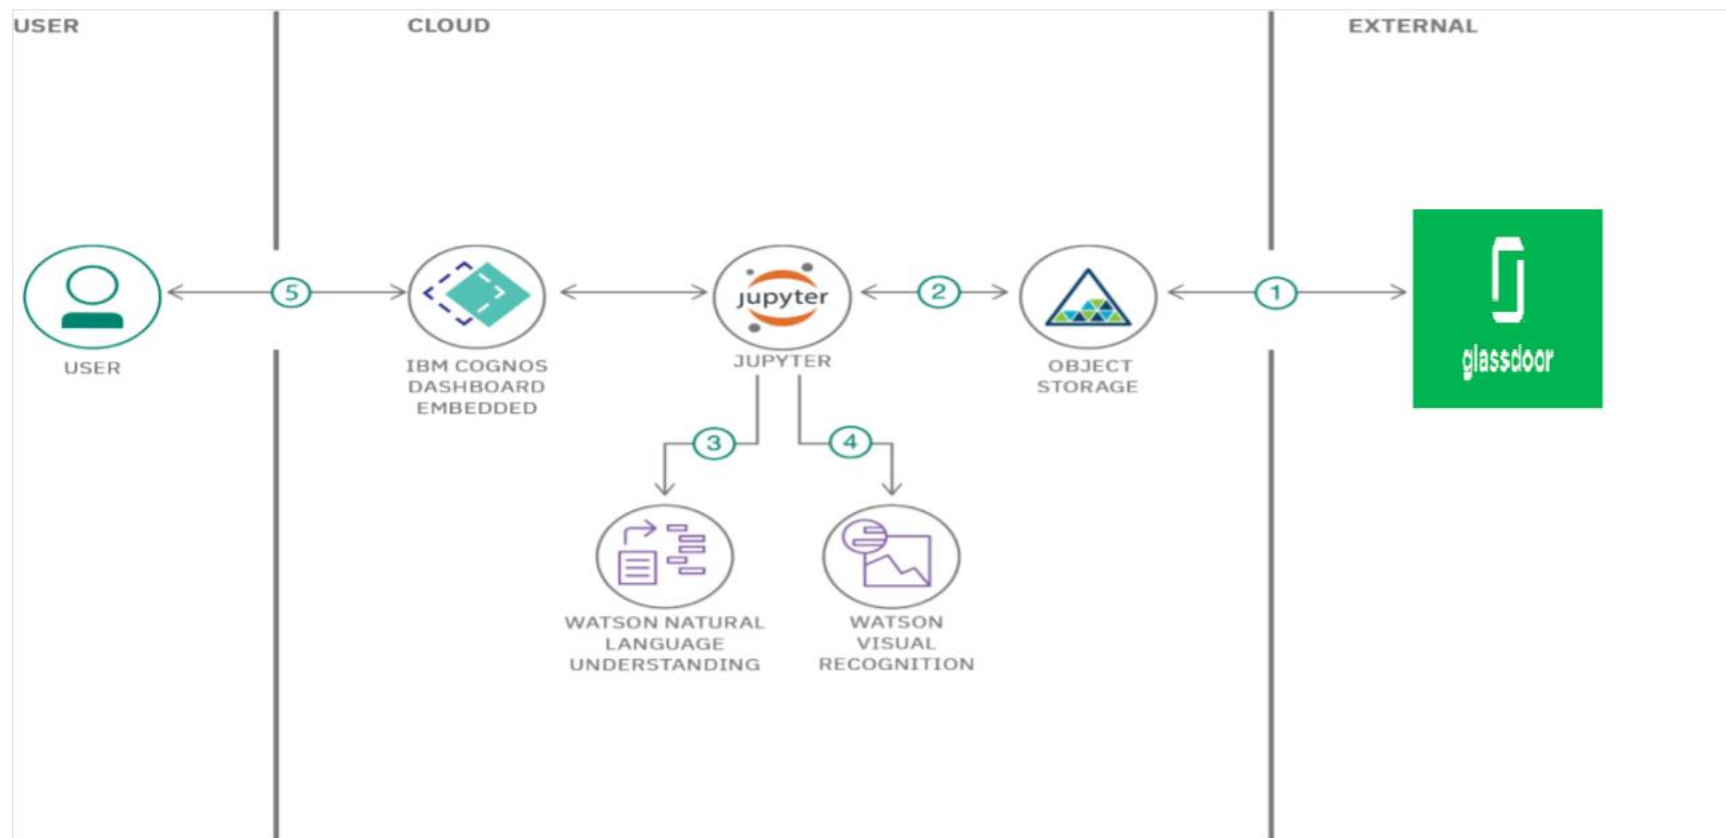 USER
CLOUD
EXTERNAL
5
jupyter
2
1
glassdoor
USER
IBM COGNOS
DASHBOARD
EMBEDDED
JUPYTER
OBJECT
STORAGE
3
4
WATSON NATURAL
LANGUAGE
UNDERSTANDING
WATSON
VISUAL
RECOGNITION